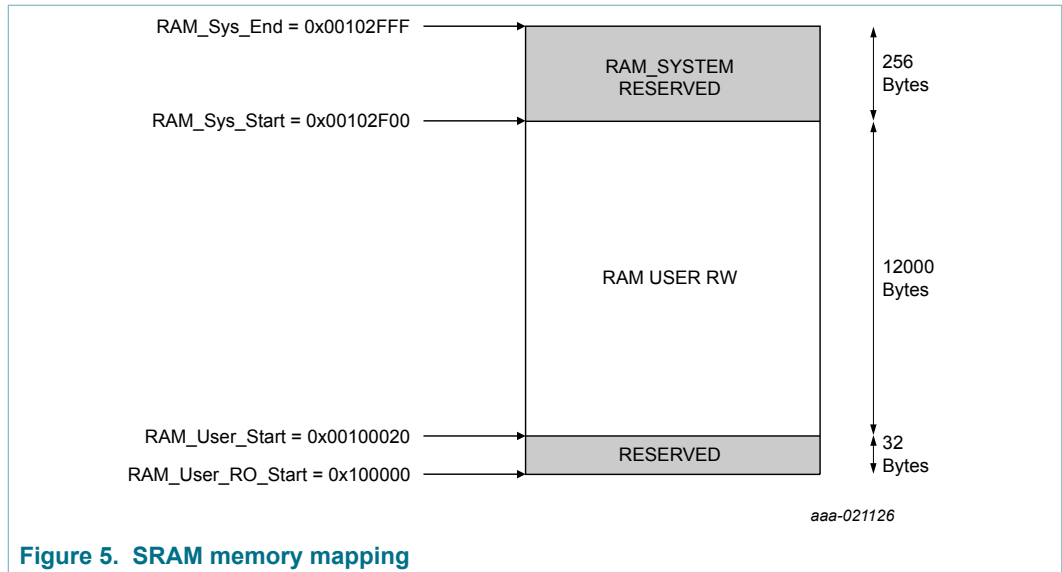 RAM_Sys_End = 0x00102FFF
RAM_SYSTEM
RESERVED
256
Bytes
RAM_Sys_Start = 0x00102F00
RAM USER RW
12000
Bytes
RAM_User_Start = 0x00100020
RESERVED
32
Bytes
RAM_User_RO_Start = 0x100000
aaa-021126
Figure 5. SRAM memory mapping